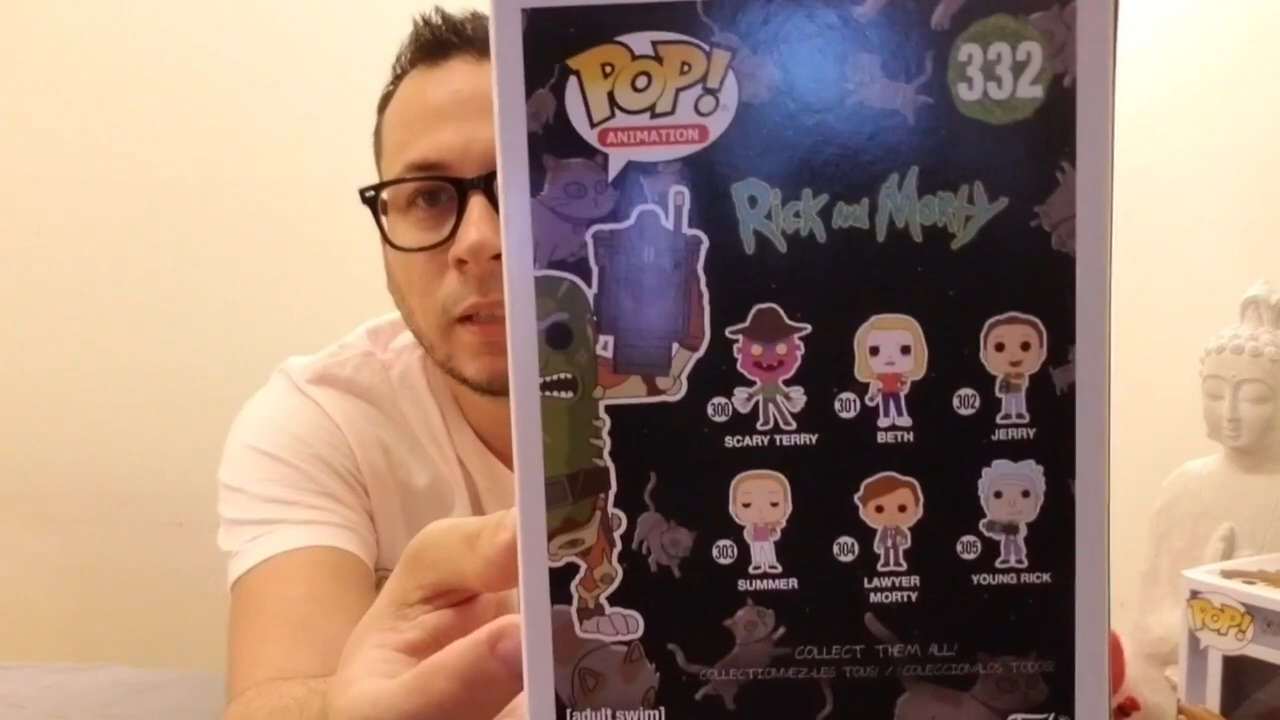 POP!
ANIMATION
332
Rick and Morty
300
SCARY TERRY
301
BETH
302
JERRY
303
SUMMER
304
LAWYER
MORTY
305
YOUNG RICK
COLLECT THEM ALL!
COLLECTIONNEZ-LES TOUS! / ¡COLECCIÓNALOS TODOS!
[adult swim]
POP!